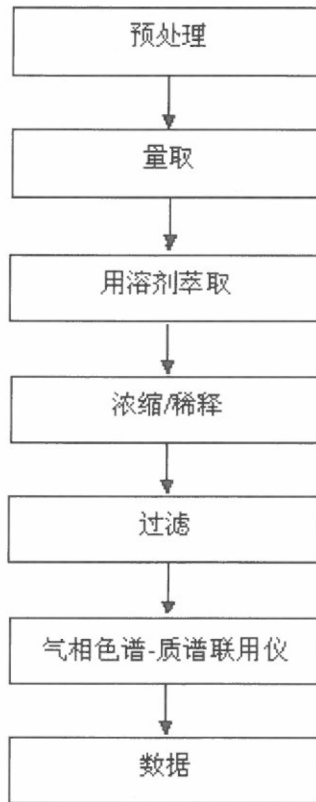 预处理
量取
用溶剂萃取
浓缩/稀释
过滤
气相色谱-质谱联用仪
数据